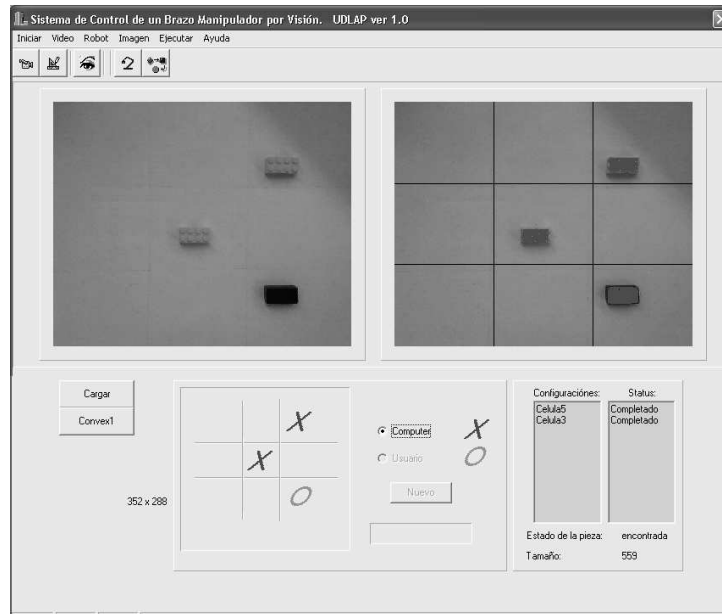 Sistema de Control de un Brazo Manipulador por Visión. UDLAP ver 1.0
Iniciar Video Robot Imagen Ejecutar Ayuda
Cargar
Convex1
352 x 288
X
X
O
Computer X
Usuario O
Nuevo
Configuraciónes: Status:
Celula5 Completado
Celula3 Completado
Estado de la pieza: encontrada
Tamaño: 559